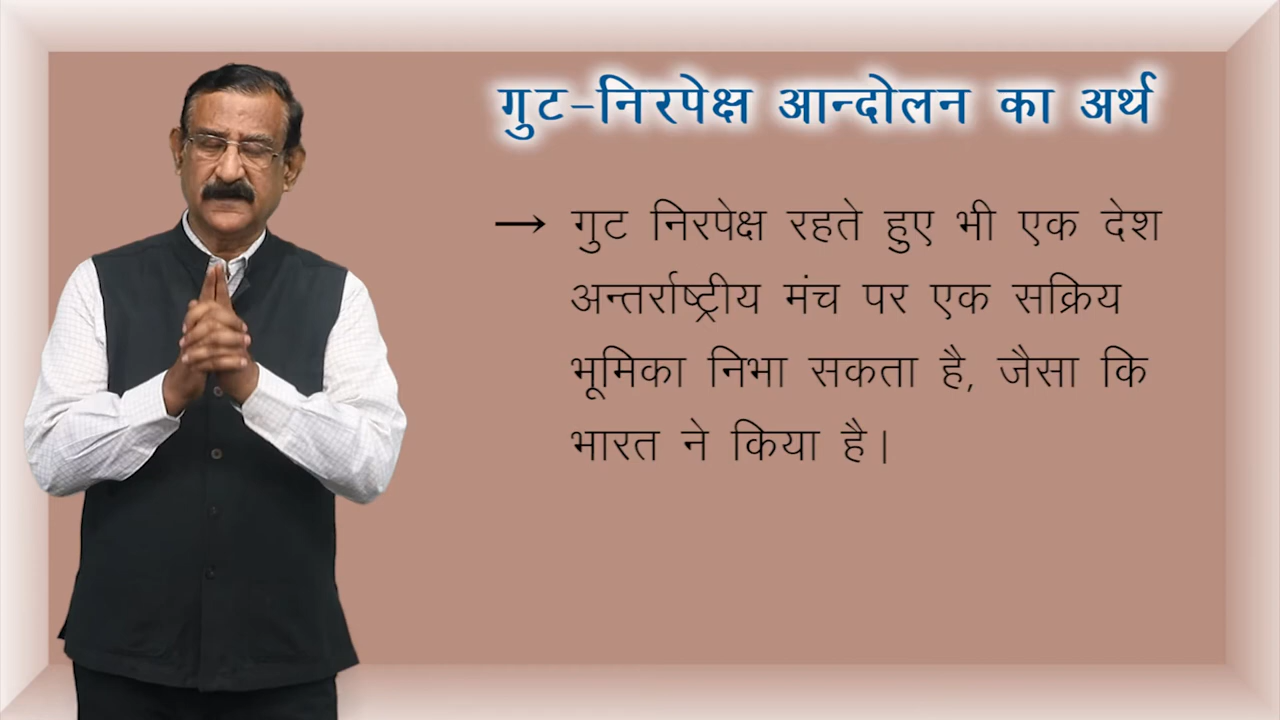 गुट-निरपेक्ष आन्दोलन का अर्थ
→ गुट निरपेक्ष रहते हुए भी एक देश
अन्तर्राष्ट्रीय मंच पर एक सक्रिय
भूमिका निभा सकता है, जैसा कि
भारत ने किया है।